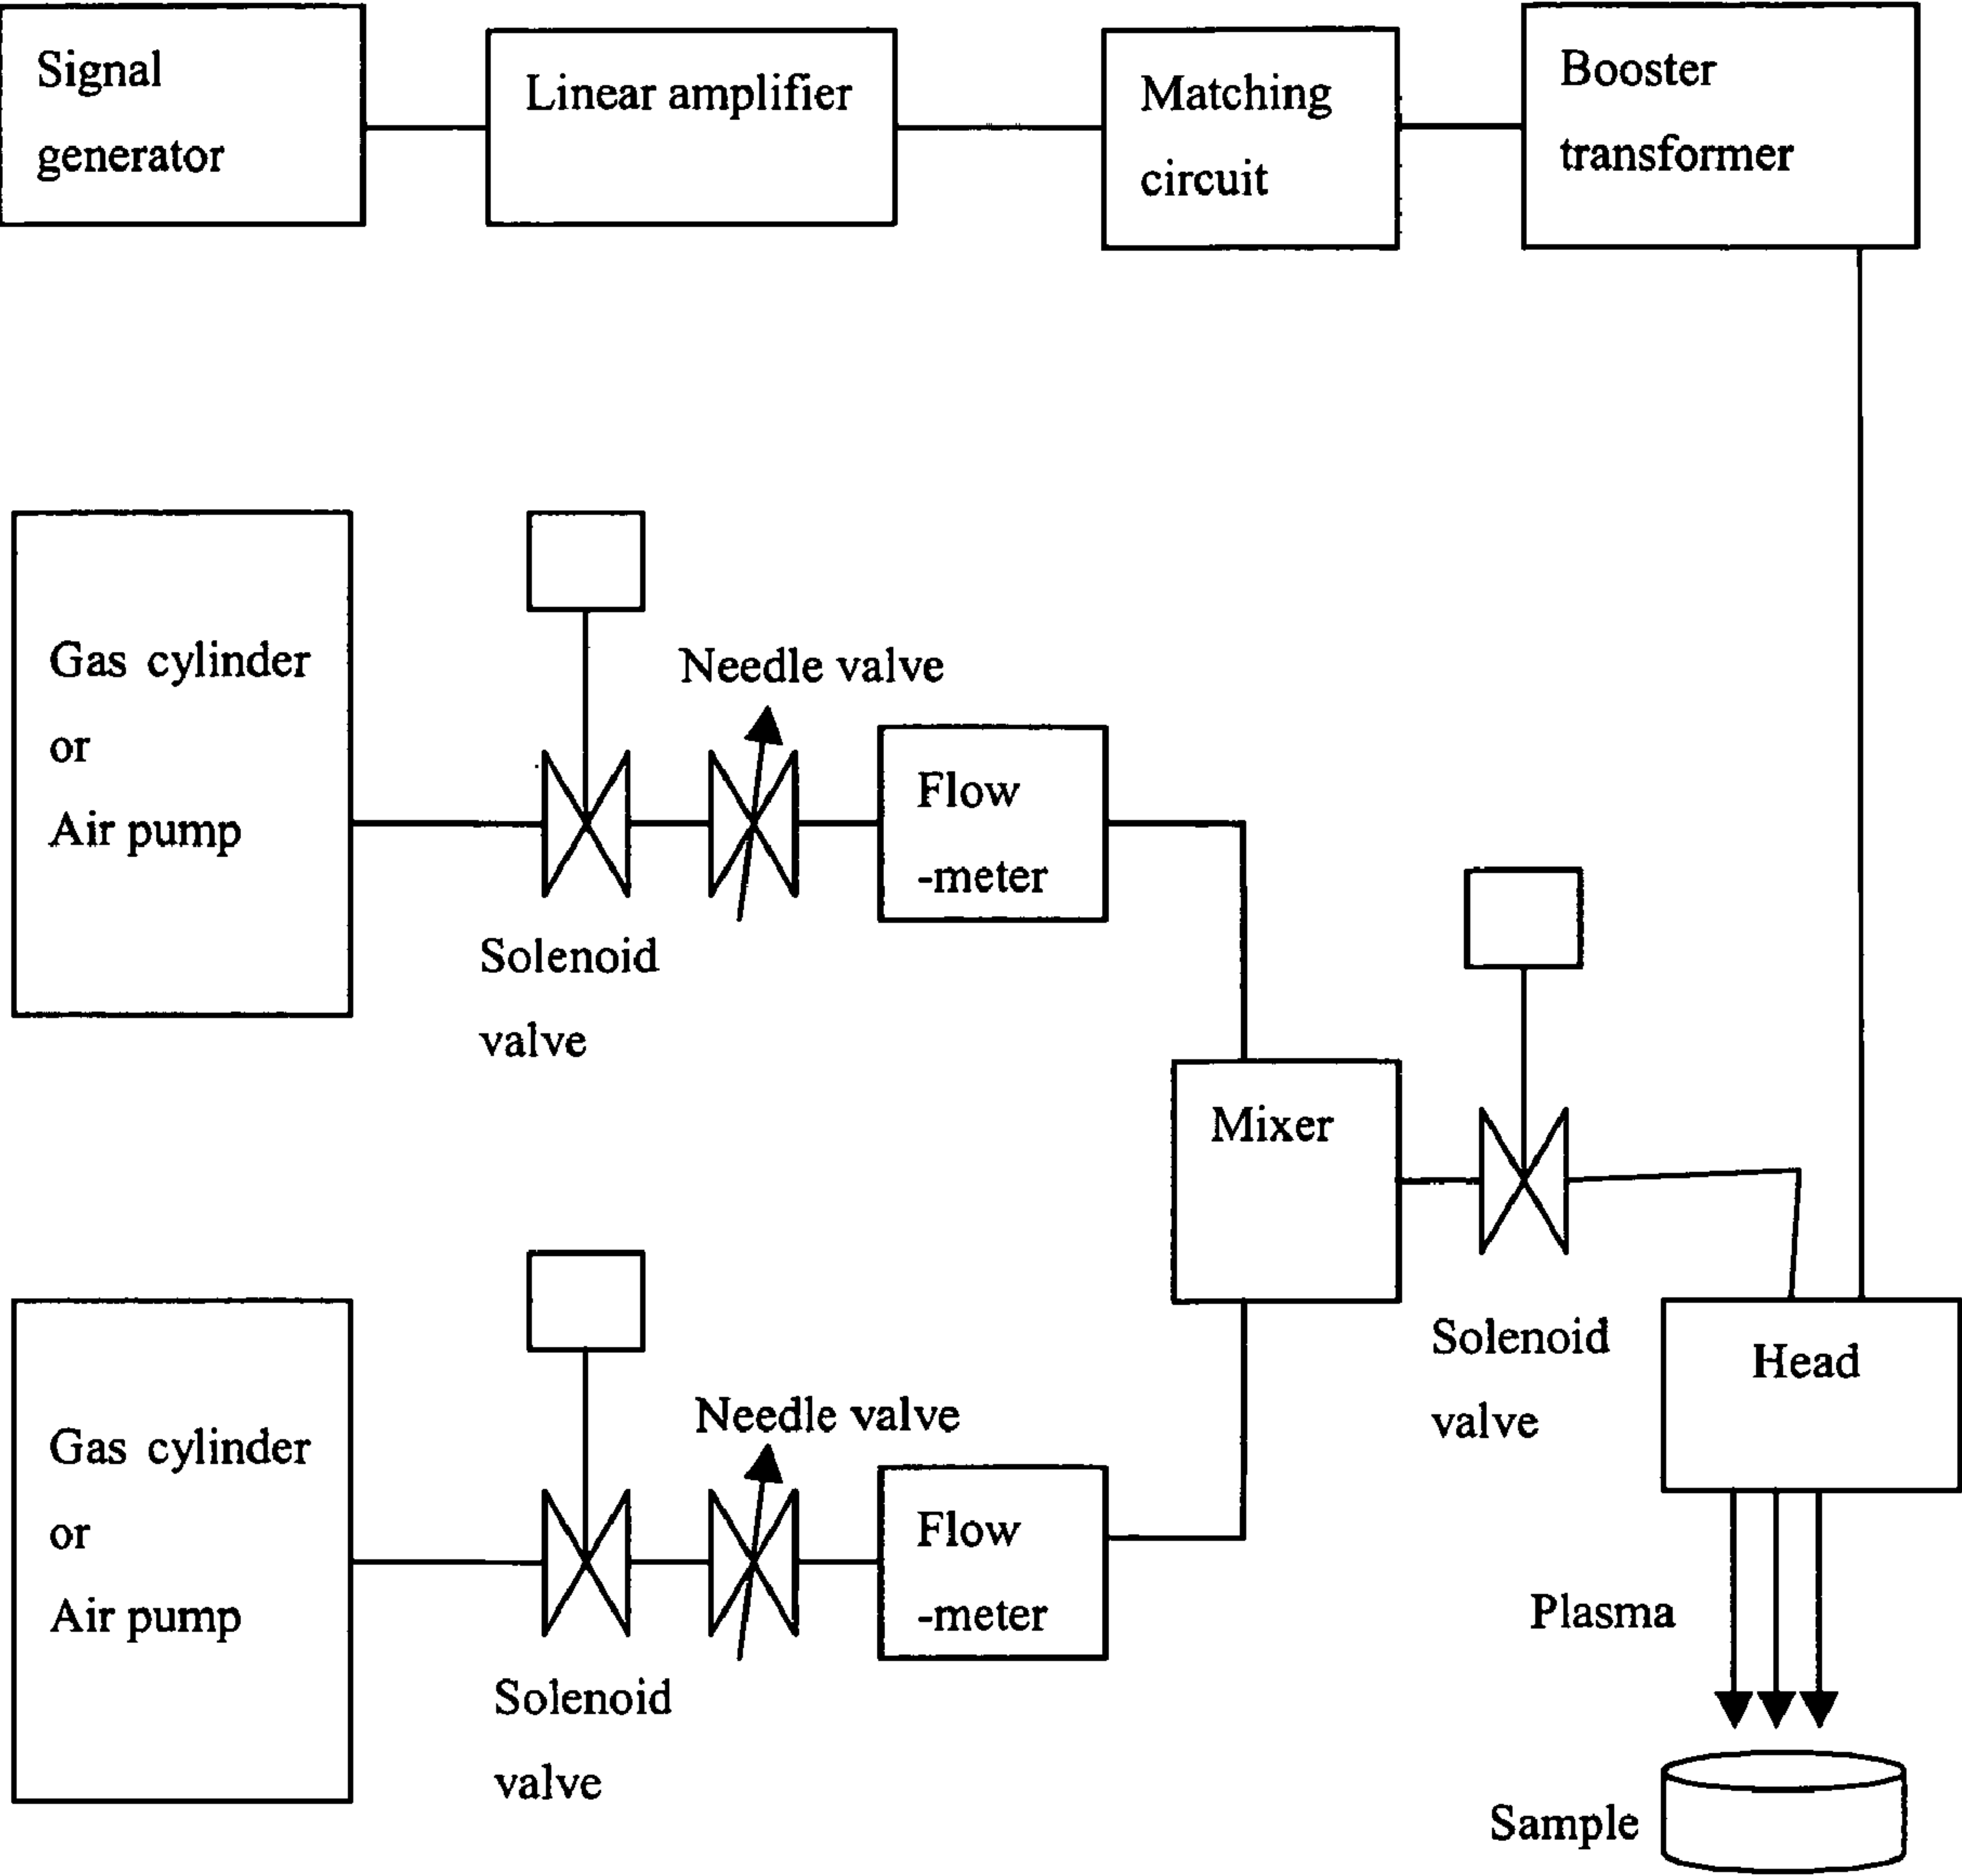 Signal
generator
Linear amplifier
Matching
circuit
Booster
transformer
Gas cylinder
or
Air pump
Solenoid
valve
Needle valve
Flow
-meter
Mixer
Solenoid
valve
Head
Gas cylinder
or
Air pump
Solenoid
valve
Needle valve
Flow
-meter
Plasma
Sample